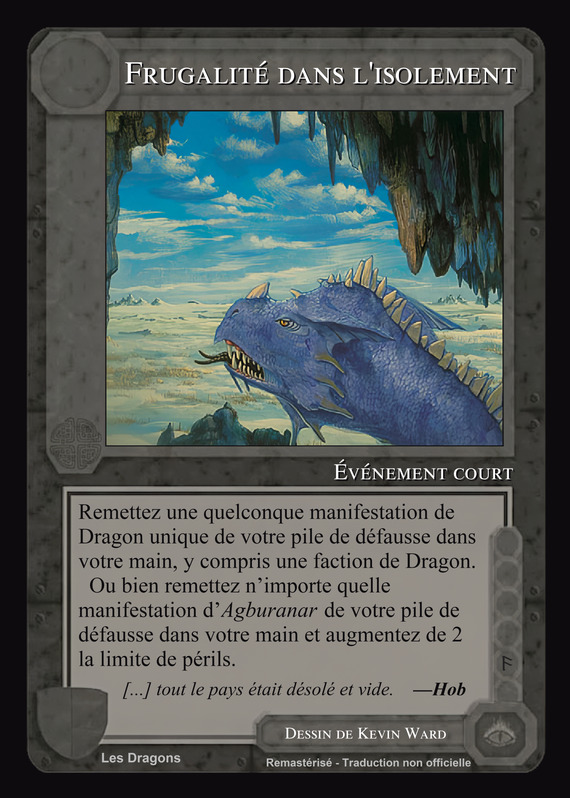 Frugalité dans l'isolement
Événement court
Remettez une quelconque manifestation de
Dragon unique de votre pile de défausse dans
votre main, y compris une faction de Dragon.
Ou bien remettez n'importe quelle
manifestation d'Agburanar de votre pile de
défausse dans votre main et augmentez de 2
la limite de périls.
[...] tout le pays était désolé et vide. —Hob
Dessin de Kevin Ward
Les Dragons
Remastérisé - Traduction non officielle